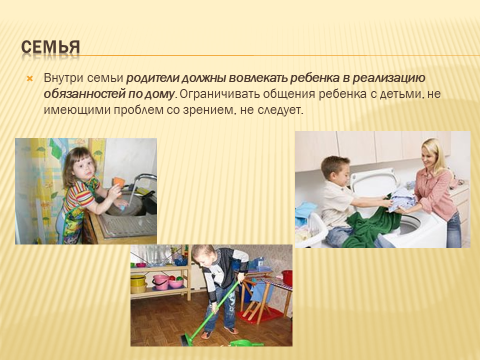 СЕМЬЯ
Внутри семьи родители должны вовлекать ребенка в реализацию
обязанностей по дому. Ограничивать общения ребенка с детьми, не
имеющими проблем со зрением, не следует.